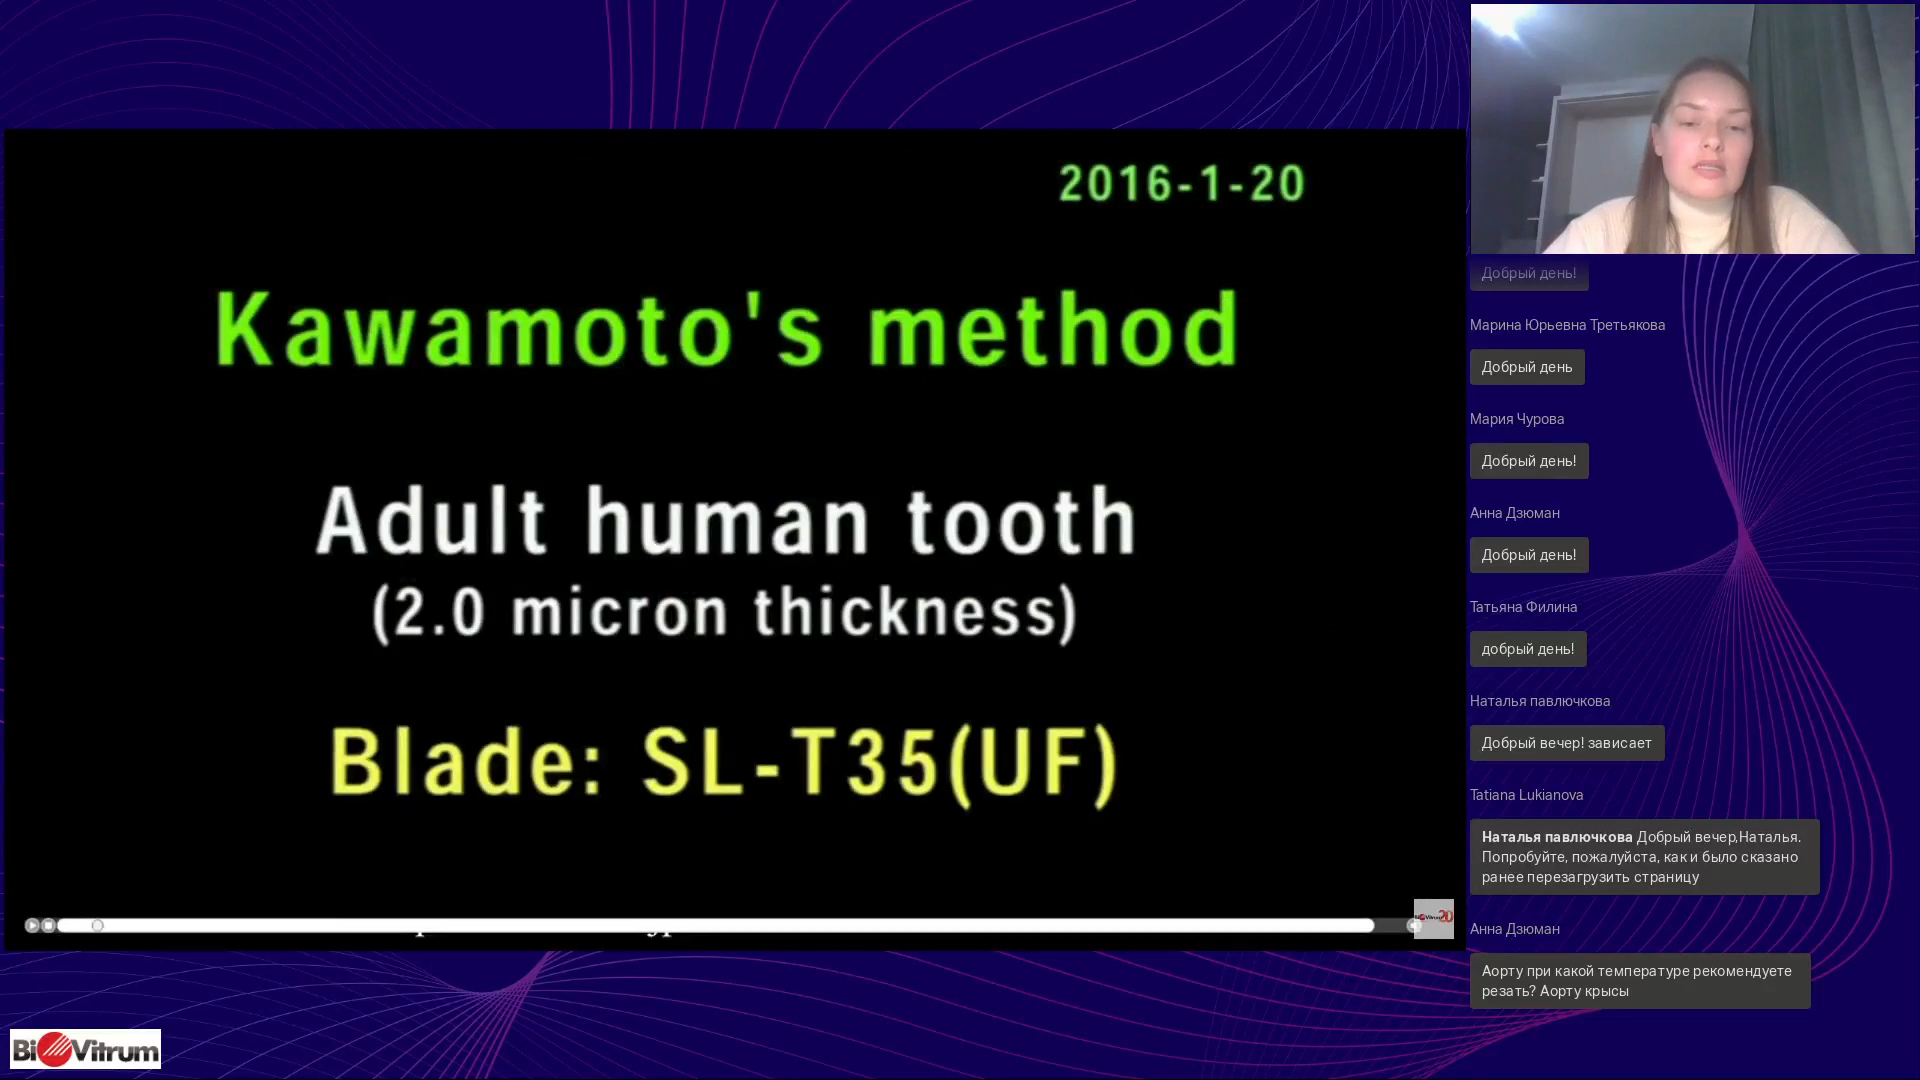 2016-1-20
Kawamoto's method
Adult human tooth
(2.0 micron thickness)
Blade: SL-T35(UF)
BioVitrum
Добрый день!
Марина Юрьевна Третьякова
Добрый день
Мария Чурова
Добрый день!
Анна Дзюман
Добрый день!
Татьяна Филина
добрый день!
Наталья павлючкова
Добрый вечер! зависает
Tatiana Lukianova
Наталья павлючкова Добрый вечер,Наталья.
Попробуйте, пожалуйста, как и было сказано
ранее перезагрузить страницу
Анна Дзюман
Аорту при какой температуре рекомендуете
резать? Аорту крысы
BioVitrum